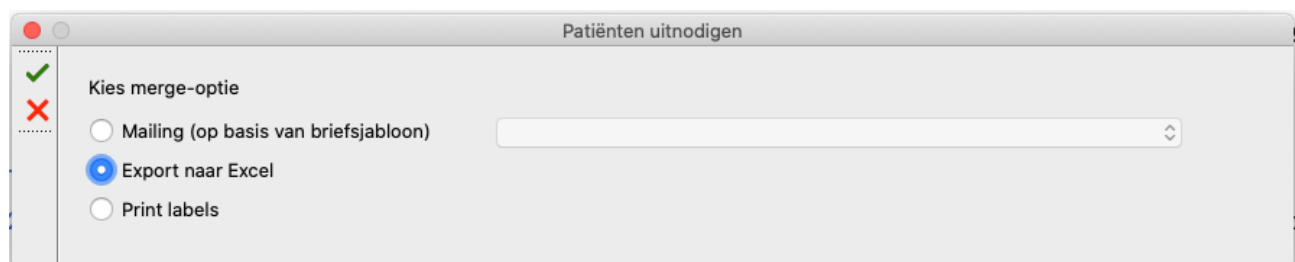 Patiënten uitnodigen
Kies merge-optie
Mailing (op basis van briefsjabloon)
Export naar Excel
Print labels